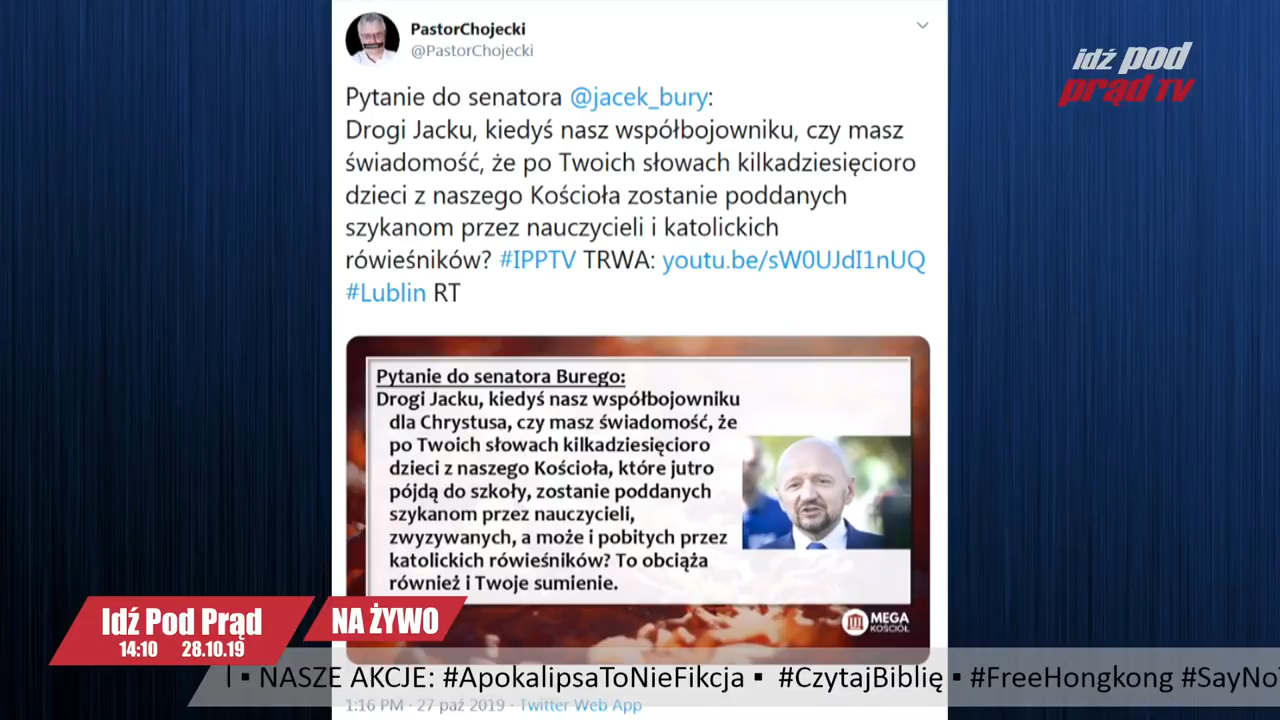 PastorChojecki
@PastorChojecki
idź pod
prąd TV
Pytanie do senatora @jacek_bury:
Drogi Jacku, kiedyś nasz współbojowniku, czy masz
świadomość, że po Twoich słowach kilkadziesięcioro
dzieci z naszego Kościoła zostanie poddanych
szykanom przez nauczycieli i katolickich
rówieśników? #IPPTV TRWA: youtu.be/sW0UJdI1nUQ
#Lublin RT
Pytanie do senatora Burego:
Drogi Jacku, kiedyś nasz współbojowniku
dla Chrystusa, czy masz świadomość, że
po Twoich słowach kilkadziesięcioro
dzieci z naszego Kościoła, które jutro
pójdą do szkoły, zostanie poddanych
szykanom przez nauczycieli,
zwyzywanych, a może i pobitych przez
katolickich rówieśników? To obciąża
również i Twoje sumienie.
MEGA
KOŚCIÓŁ
Idź Pod Prąd
14:10 28.10.19
NA ŻYWO
▪ NASZE AKCJE: #ApokalipsaToNieFikcja ▪ #CzytajBiblię ▪ #FreeHongkong #SayNo
1:16 PM · 27 paź 2019 · Twitter Web App